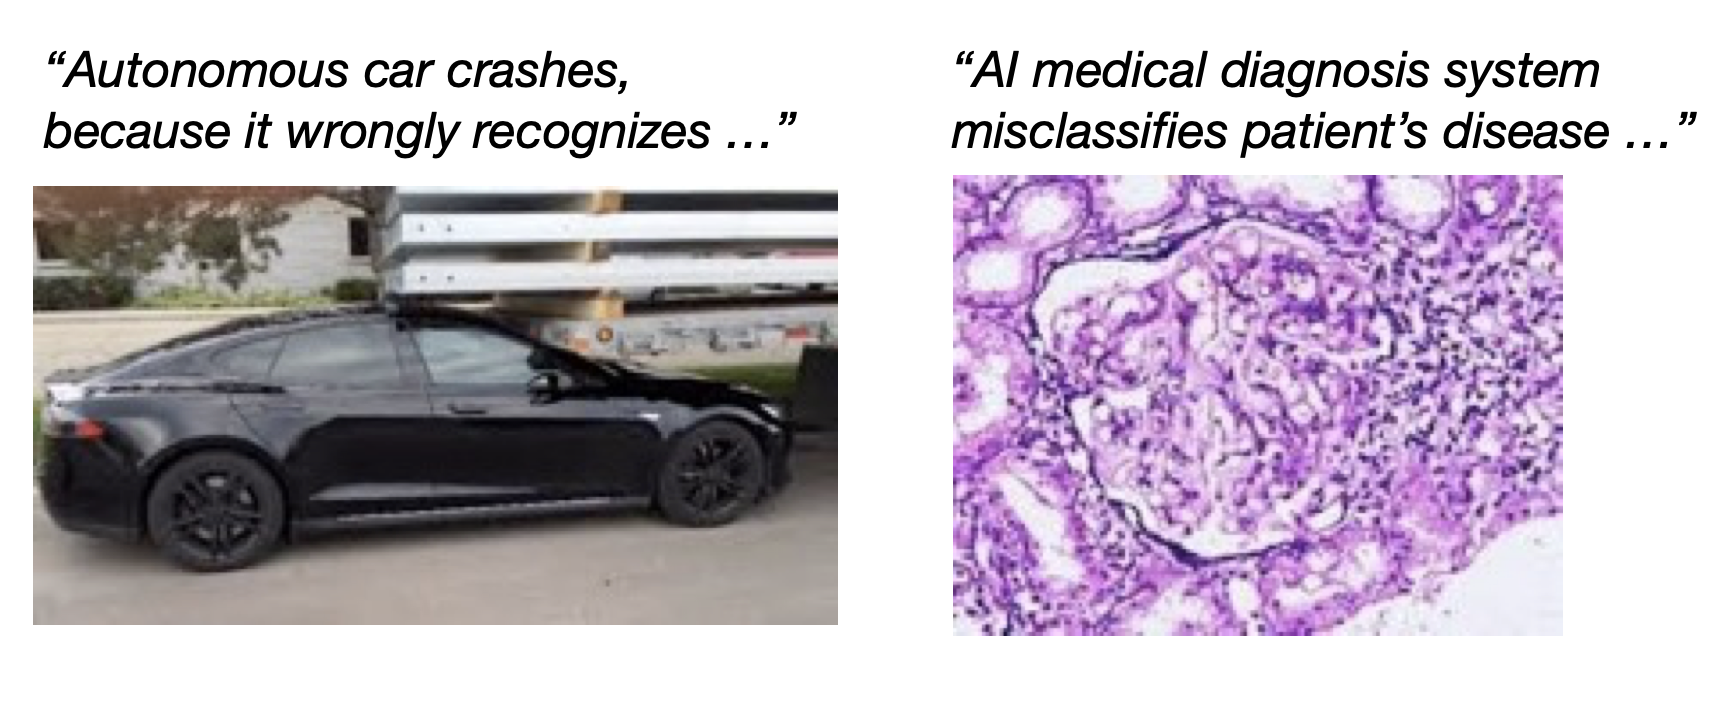 “Autonomous car crashes,
because it wrongly recognizes …”
“AI medical diagnosis system
misclassifies patient’s disease …”